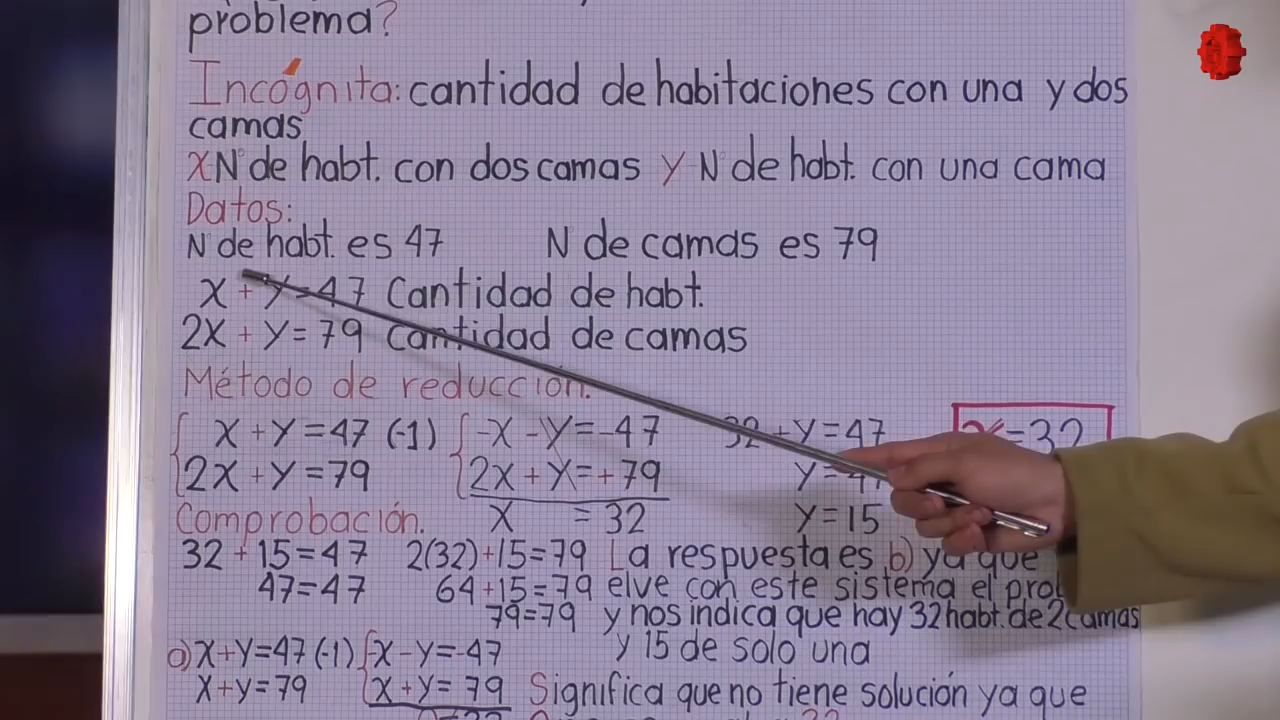 problema?
Incógnita: cantidad de habitaciones con una y dos
camas
X N° de habt. con dos camas Y N° de habt. con una cama
Datos:
N° de habt. es 47 N de camas es 79
X + Y = 47 Cantidad de habt.
2X + Y = 79 Cantidad de camas
Método de reducción.
X + Y = 47 (-1) -X - Y = -47 32 + Y = 47 X = 32
2X + Y = 79 2X + Y = + 79 Y = 47
Comprobación. X = 32 Y = 15
32 + 15 = 47 2(32) + 15 = 79 La respuesta es b) ya que
47 = 47 64 + 15 = 79 elve con este sistema el
79 = 79 y nos indica que hay 32 habt. de 2 camas
y 15 de solo una
a) X + Y = 47 (-1) -X - Y = -47
X + Y = 79 X + Y = 79 Significa que no tiene solución ya que